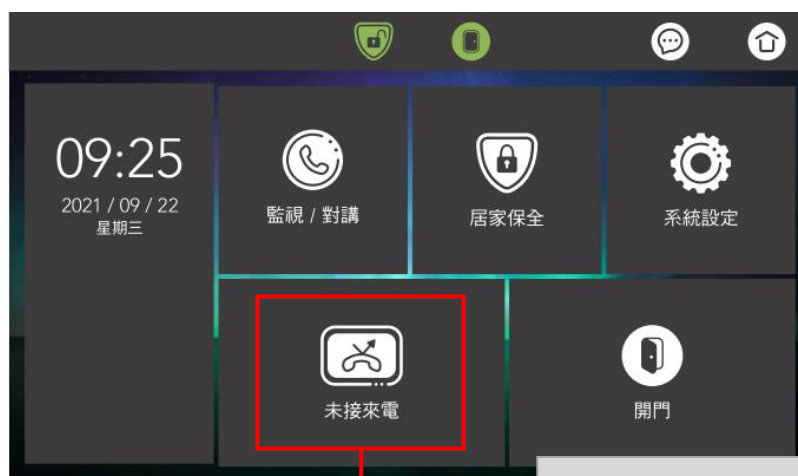 09:25
2021 / 09 / 22
星期三
監視 / 對講
居家保全
系統設定
未接來電
開門